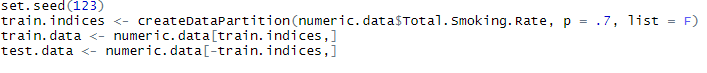 set.seed(123)
train.indices <- createDataPartition(numeric.data$Total.Smoking.Rate, p = .7, list = F)
train.data <- numeric.data[train.indices,]
test.data <- numeric.data[-train.indices,]